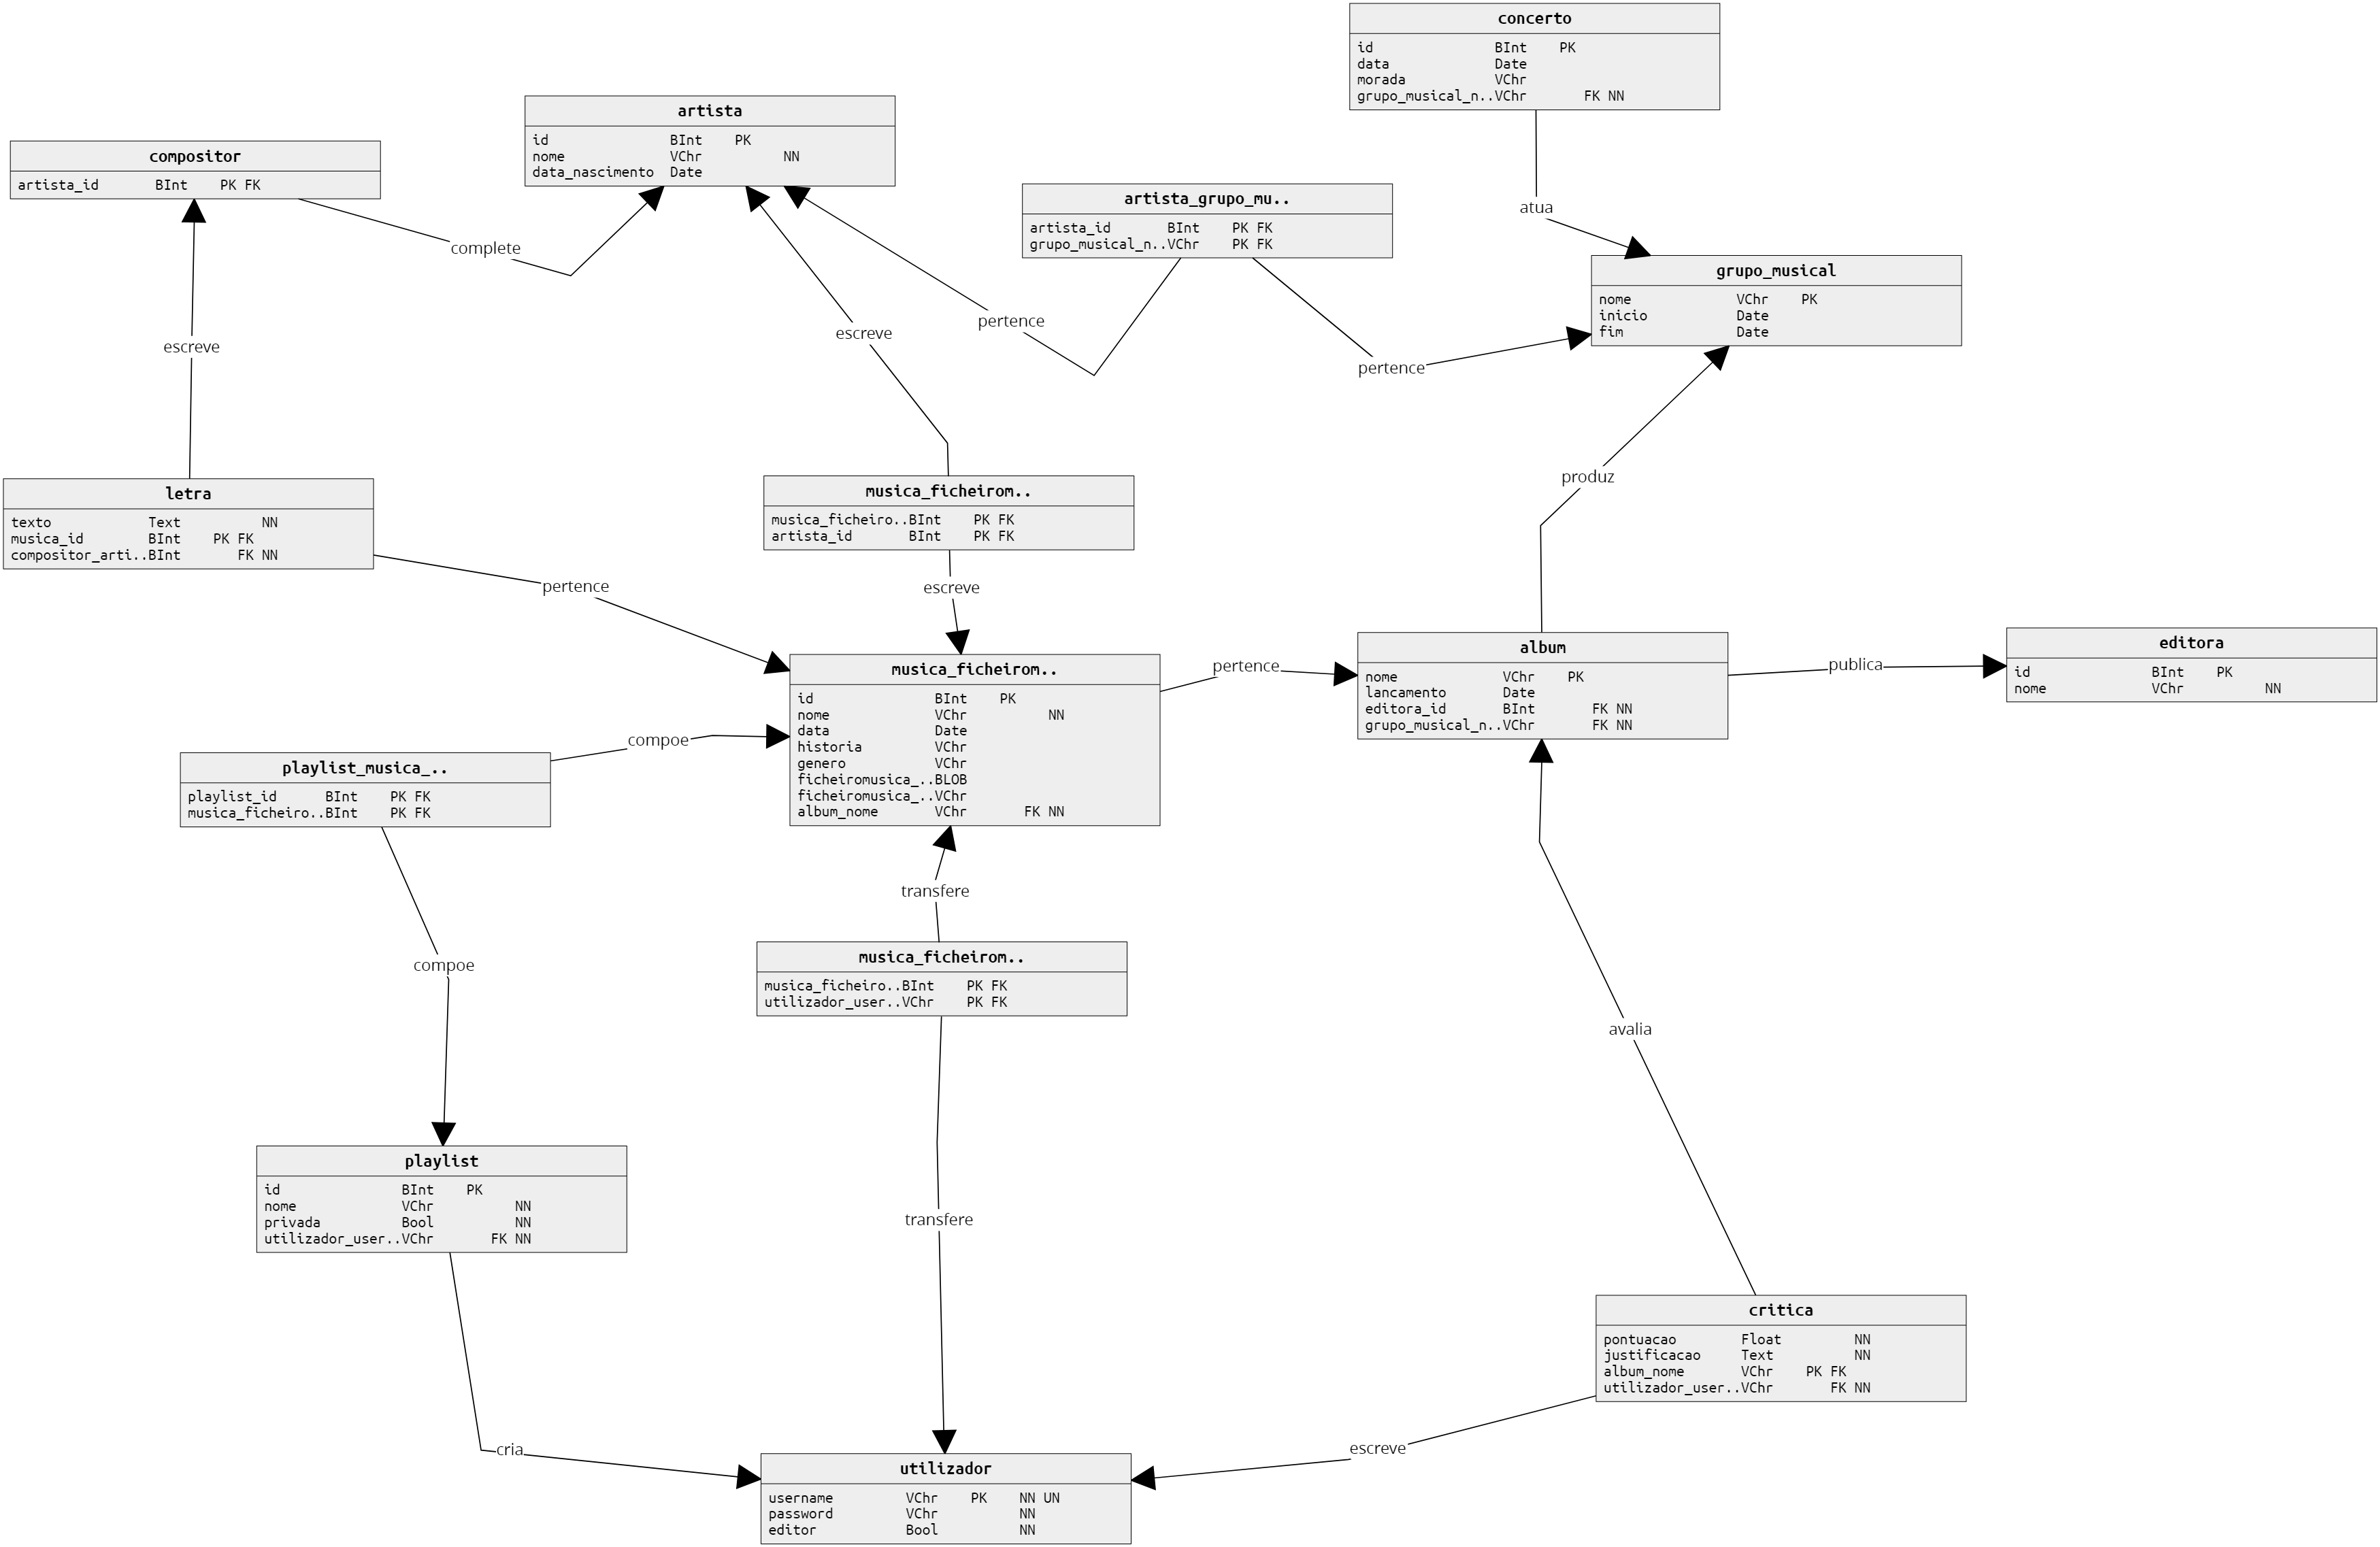 concerto
id BInt PK
data Date
morada VChr
grupo_musical_n..VChr FK NN
artista
id BInt PK
nome VChr NN
data_nascimento Date
compositor
artista_id BInt PK FK
artista_grupo_mu..
artista_id BInt PK FK
grupo_musical_n..VChr PK FK
atua
complete
grupo_musical
nome VChr PK
inicio Date
fim Date
pertence
escreve
escreve
pertence
produz
letra
texto Text NN
musica_id BInt PK FK
compositor_arti..BInt FK NN
musica_ficheirom..
musica_ficheiro..BInt PK FK
artista_id BInt PK FK
pertence
escreve
musica_ficheirom..
id BInt PK
nome VChr NN
data Date
historia VChr
genero VChr
ficheiromusica_..BLOB
ficheiromusica_..VChr
album_nome VChr FK NN
pertence
album
nome VChr PK
lancamento Date
editora_id BInt FK NN
grupo_musical_n..VChr FK NN
publica
editora
id BInt PK
nome VChr NN
compoe
playlist_musica_..
playlist_id BInt PK FK
musica_ficheiro..BInt PK FK
transfere
compoe
musica_ficheirom..
musica_ficheiro..BInt PK FK
utilizador_user..VChr PK FK
avalia
playlist
id BInt PK
nome VChr NN
privada Bool NN
utilizador_user..VChr FK NN
transfere
critica
pontuacao Float NN
justificacao Text NN
album_nome VChr PK FK
utilizador_user..VChr FK NN
cria
escreve
utilizador
username VChr PK NN UN
password VChr NN
editor Bool NN